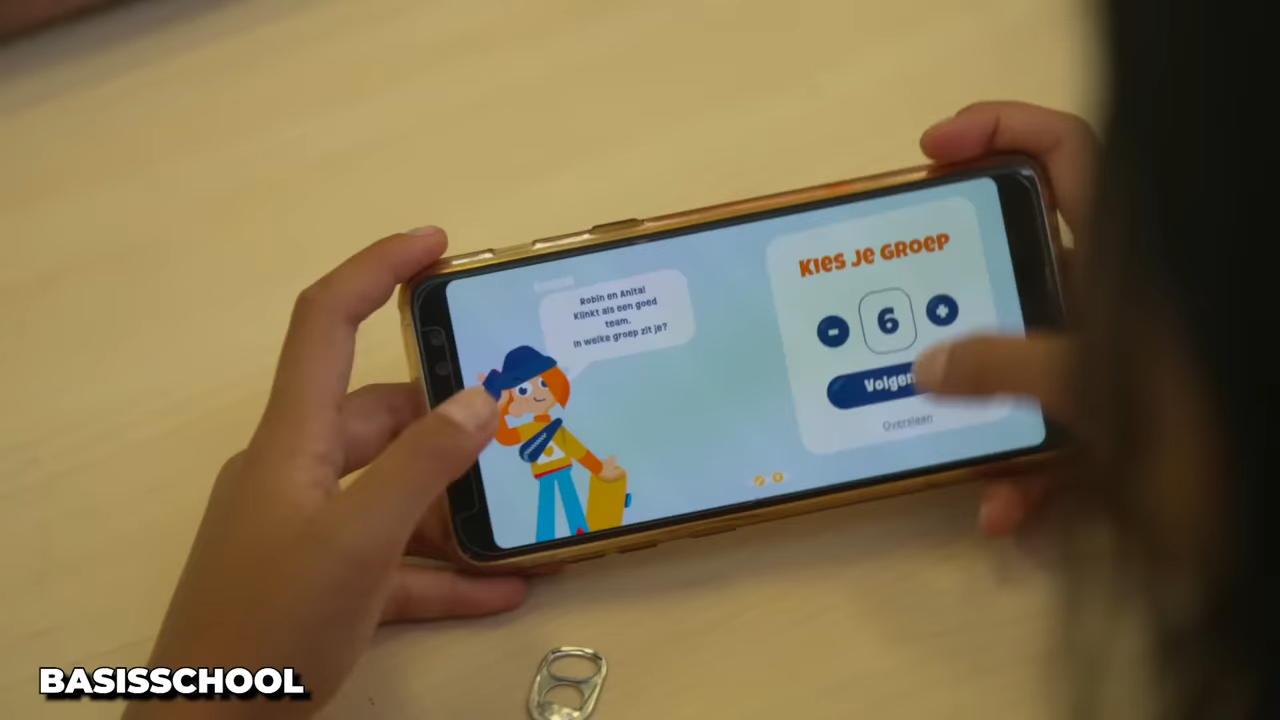 Robin en Anita!
Klinkt als een goed
team.
In welke groep zit je?
Kies je groep
- 6 +
Volgen
Overslaan
BASISSCHOOL